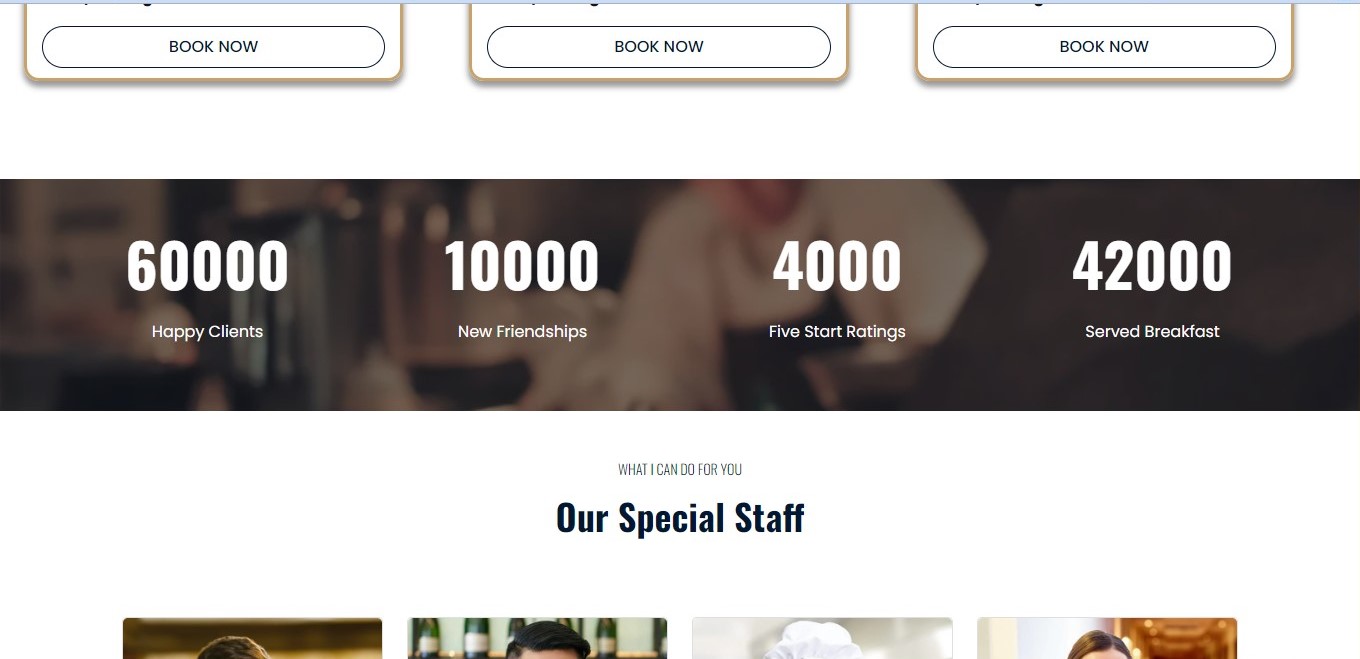 BOOK NOW BOOK NOW BOOK NOW
60000 10000 4000 42000
Happy Clients New Friendships Five Start Ratings Served Breakfast
WHAT I CAN DO FOR YOU
Our Special Staff